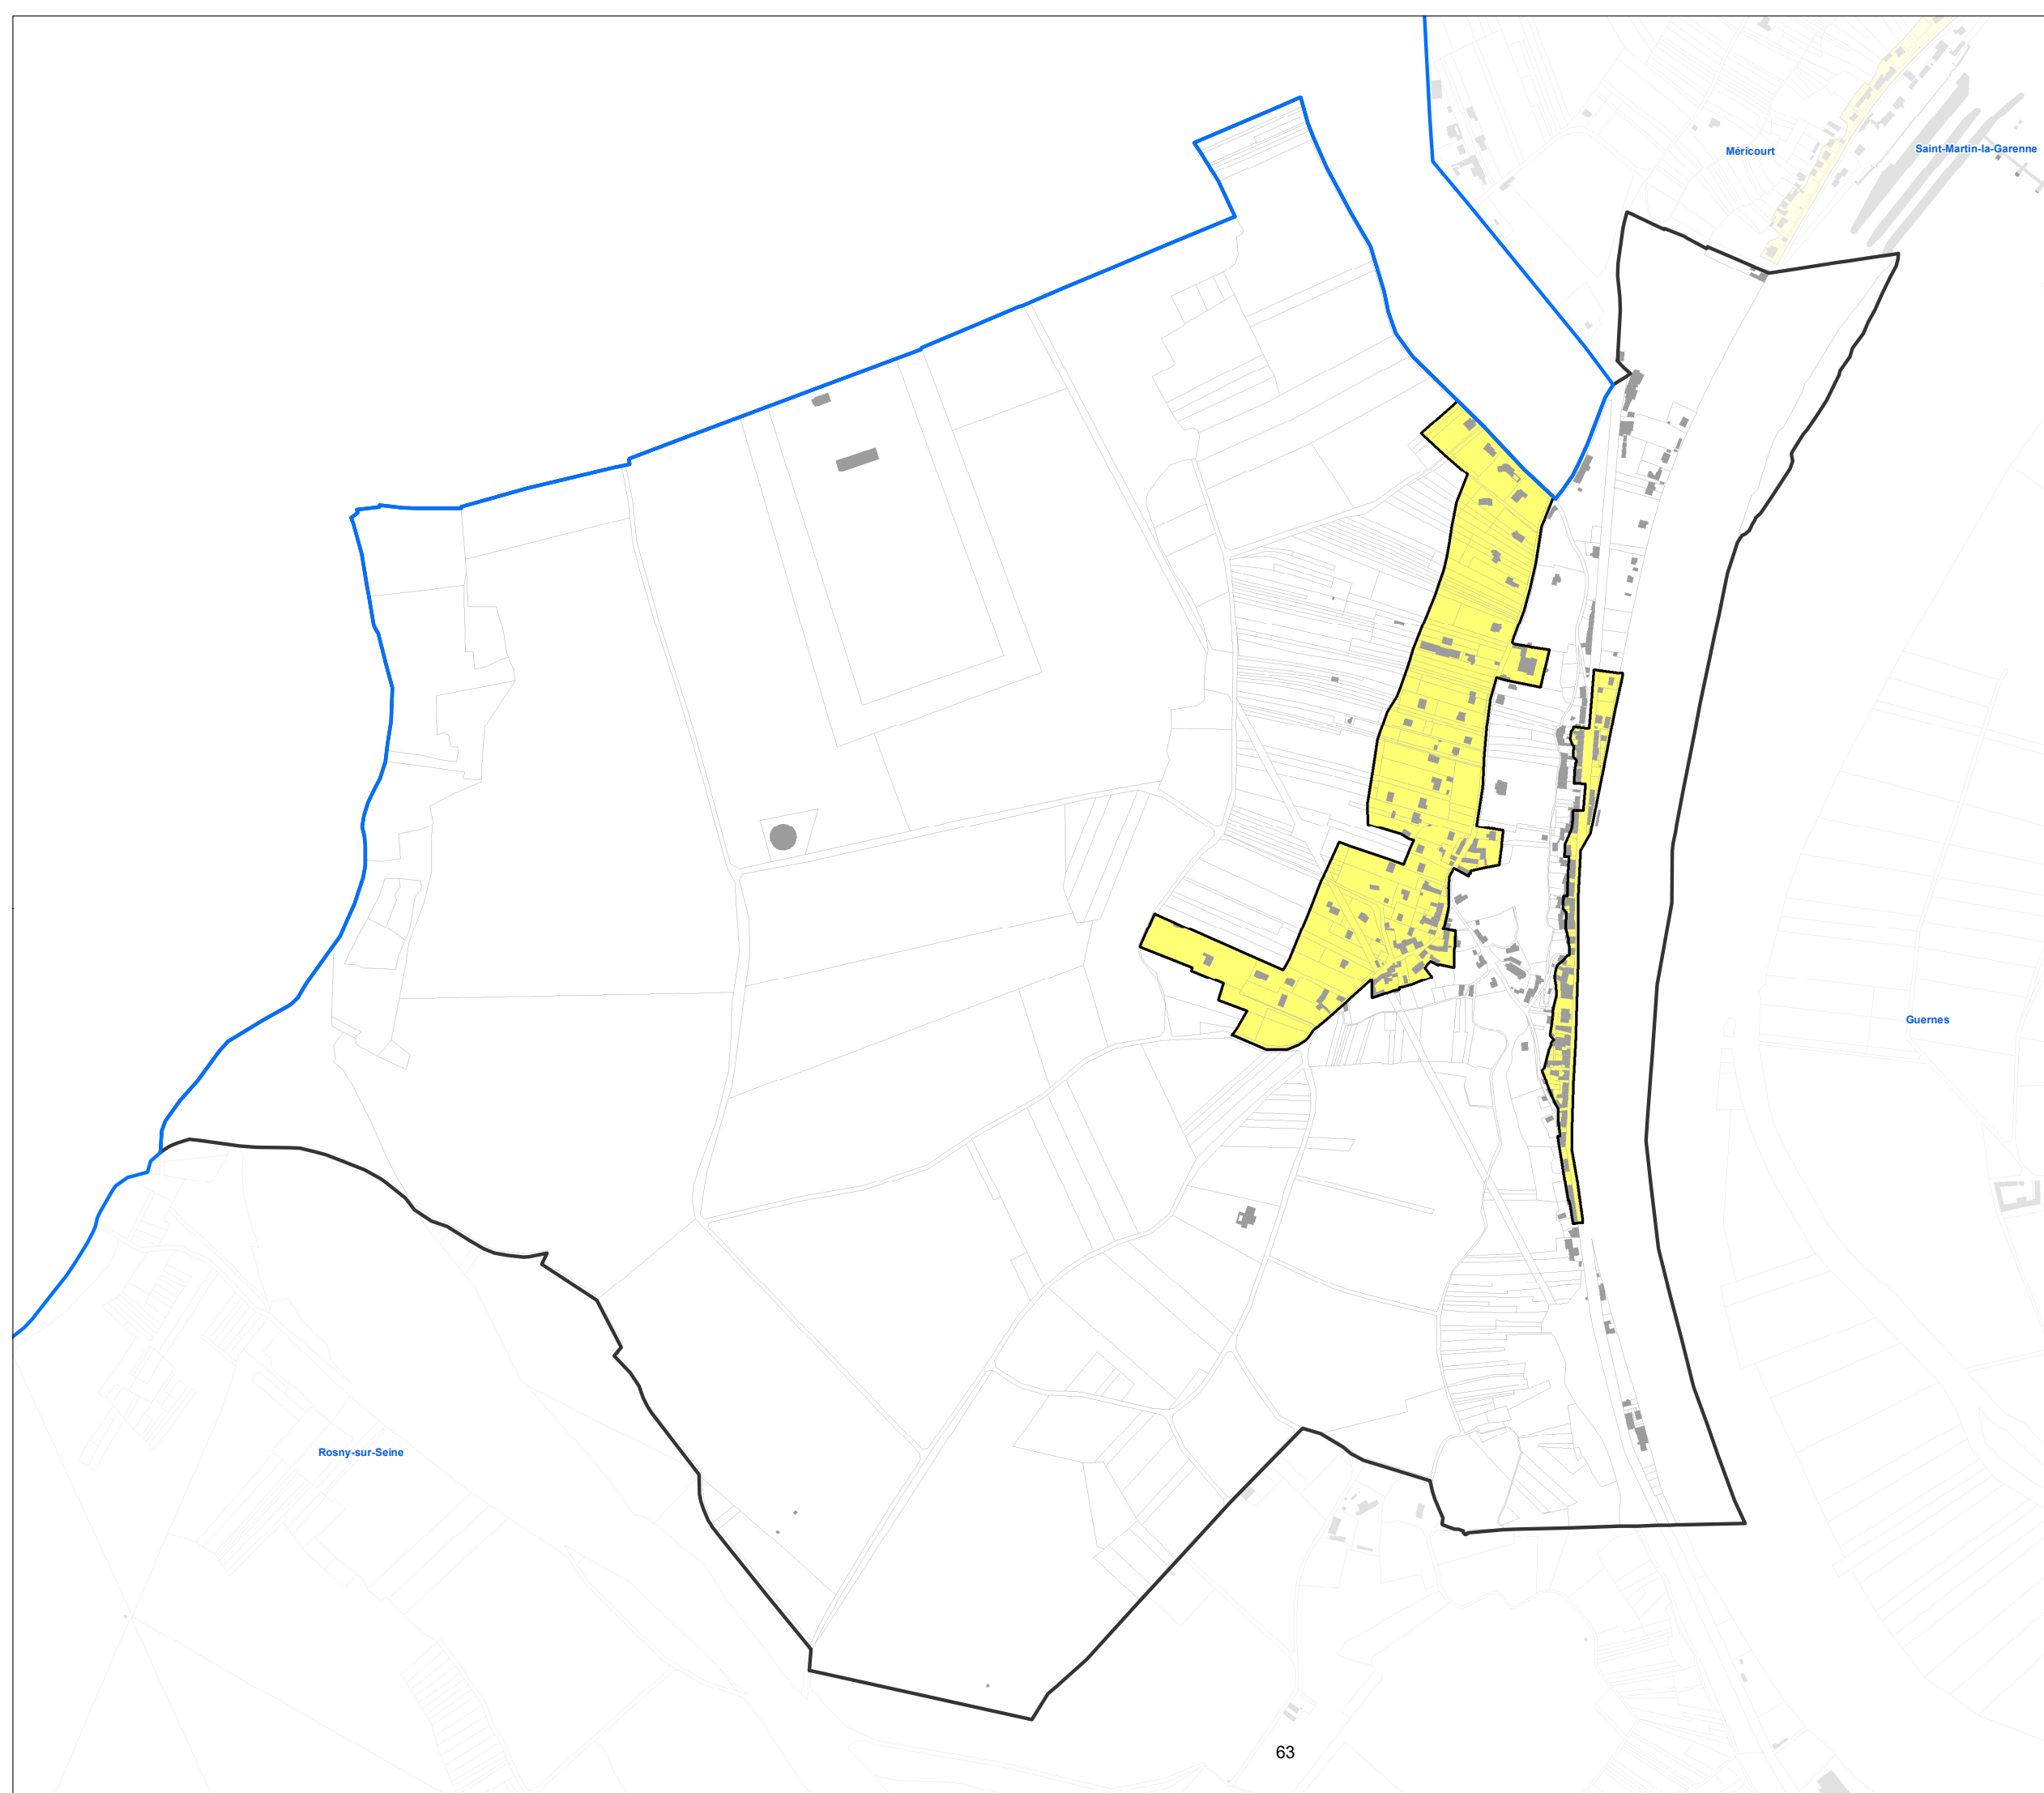 Méricourt
Saint-Martin-la-Garenne
Guernes
Rosny-sur-Seine
63